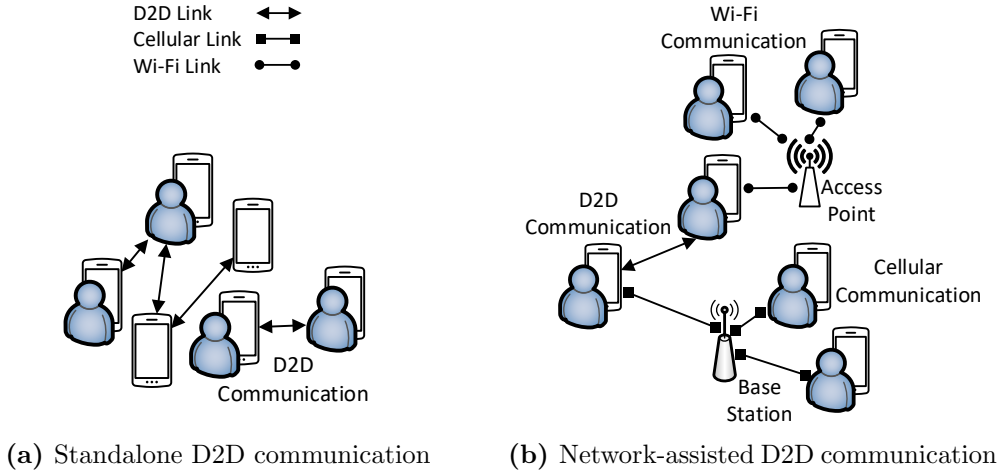 D2D Link
Cellular Link
Wi-Fi Link
D2D
Communication
(a) Standalone D2D communication
Wi-Fi
Communication
Access
Point
D2D
Communication
Cellular
Communication
Base
Station
(b) Network-assisted D2D communication